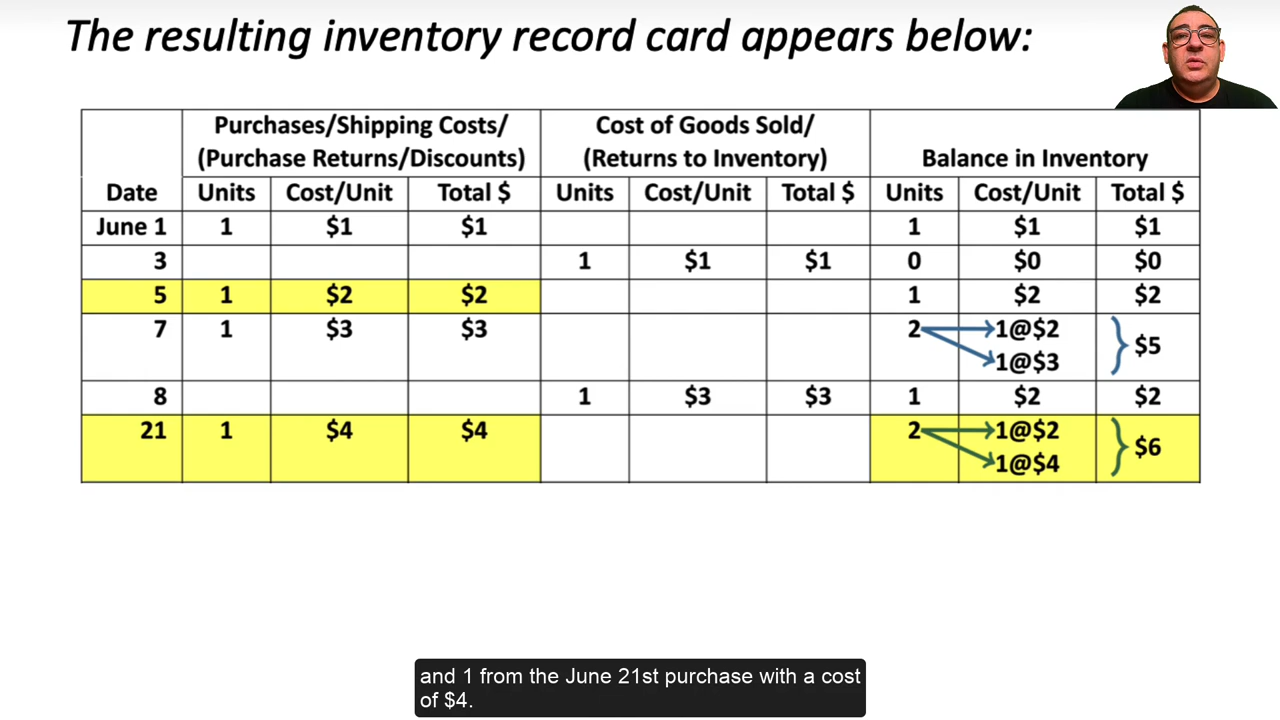 The resulting inventory record card appears below:
Purchases/Shipping Costs/ Cost of Goods Sold/
(Purchase Returns/Discounts) (Returns to Inventory) Balance in Inventory
Date Units Cost/Unit Total $ Units Cost/Unit Total $ Units Cost/Unit Total $
June 1 1 $1 $1 1 $1 $1
3 1 $1 $1 0 $0 $0
5 1 $2 $2 1 $2 $2
7 1 $3 $3 2 1@$2
$5
1@$3
8 1 $3 $3 1 $2 $2
21 1 $4 $4 2 1@$2
$6
1@$4
and 1 from the June 21st purchase with a cost
of $4.